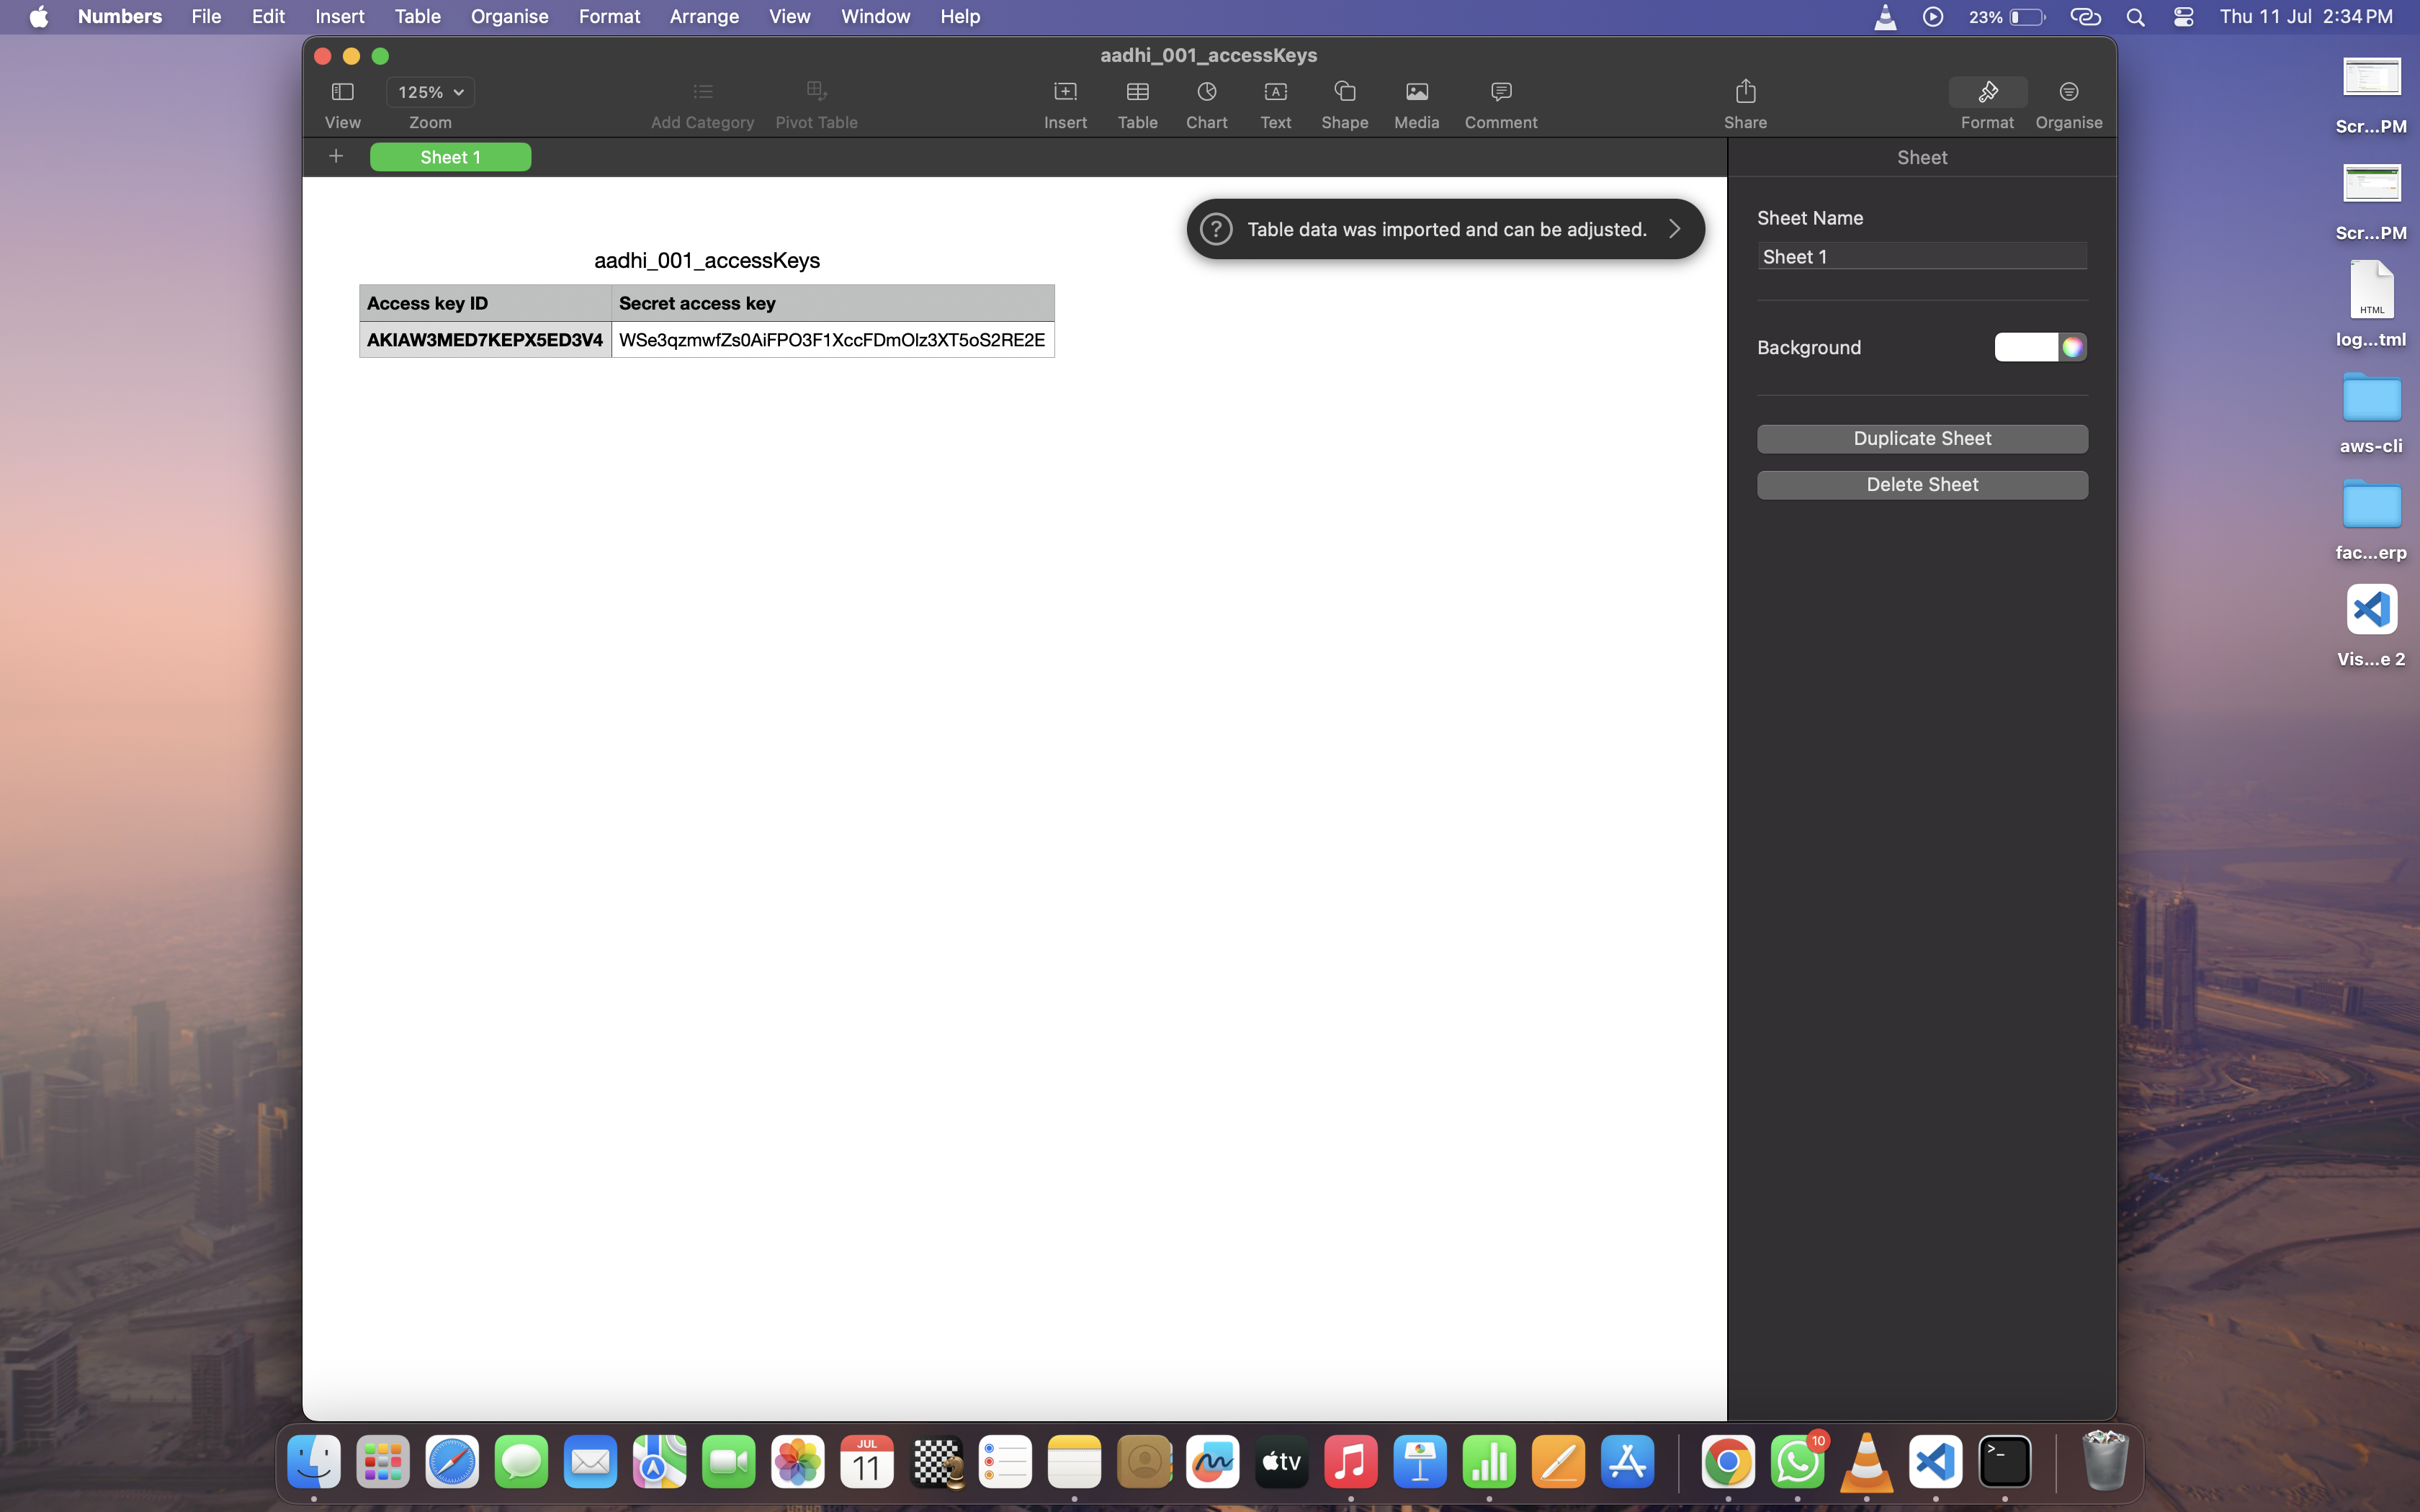 Numbers File Edit Insert Table Organise Format Arrange View Window Help
23% Thu 11 Jul 2:34 PM
aadhi_001_accessKeys
125%
View Zoom Add Category Pivot Table Insert Table Chart Text Shape Media Comment Share Format Organise
Sheet 1
Table data was imported and can be adjusted.
aadhi_001_accessKeys
Access key ID Secret access key
AKIAW3MED7KEPX5ED3V4
Sheet
Sheet Name
Sheet 1
Background
Duplicate Sheet
Delete Sheet
Scr...PM
Scr...PM
HTML
log...tml
aws-cli
fac...erp
Vis...e 2
JUL
11
tv
10
>_